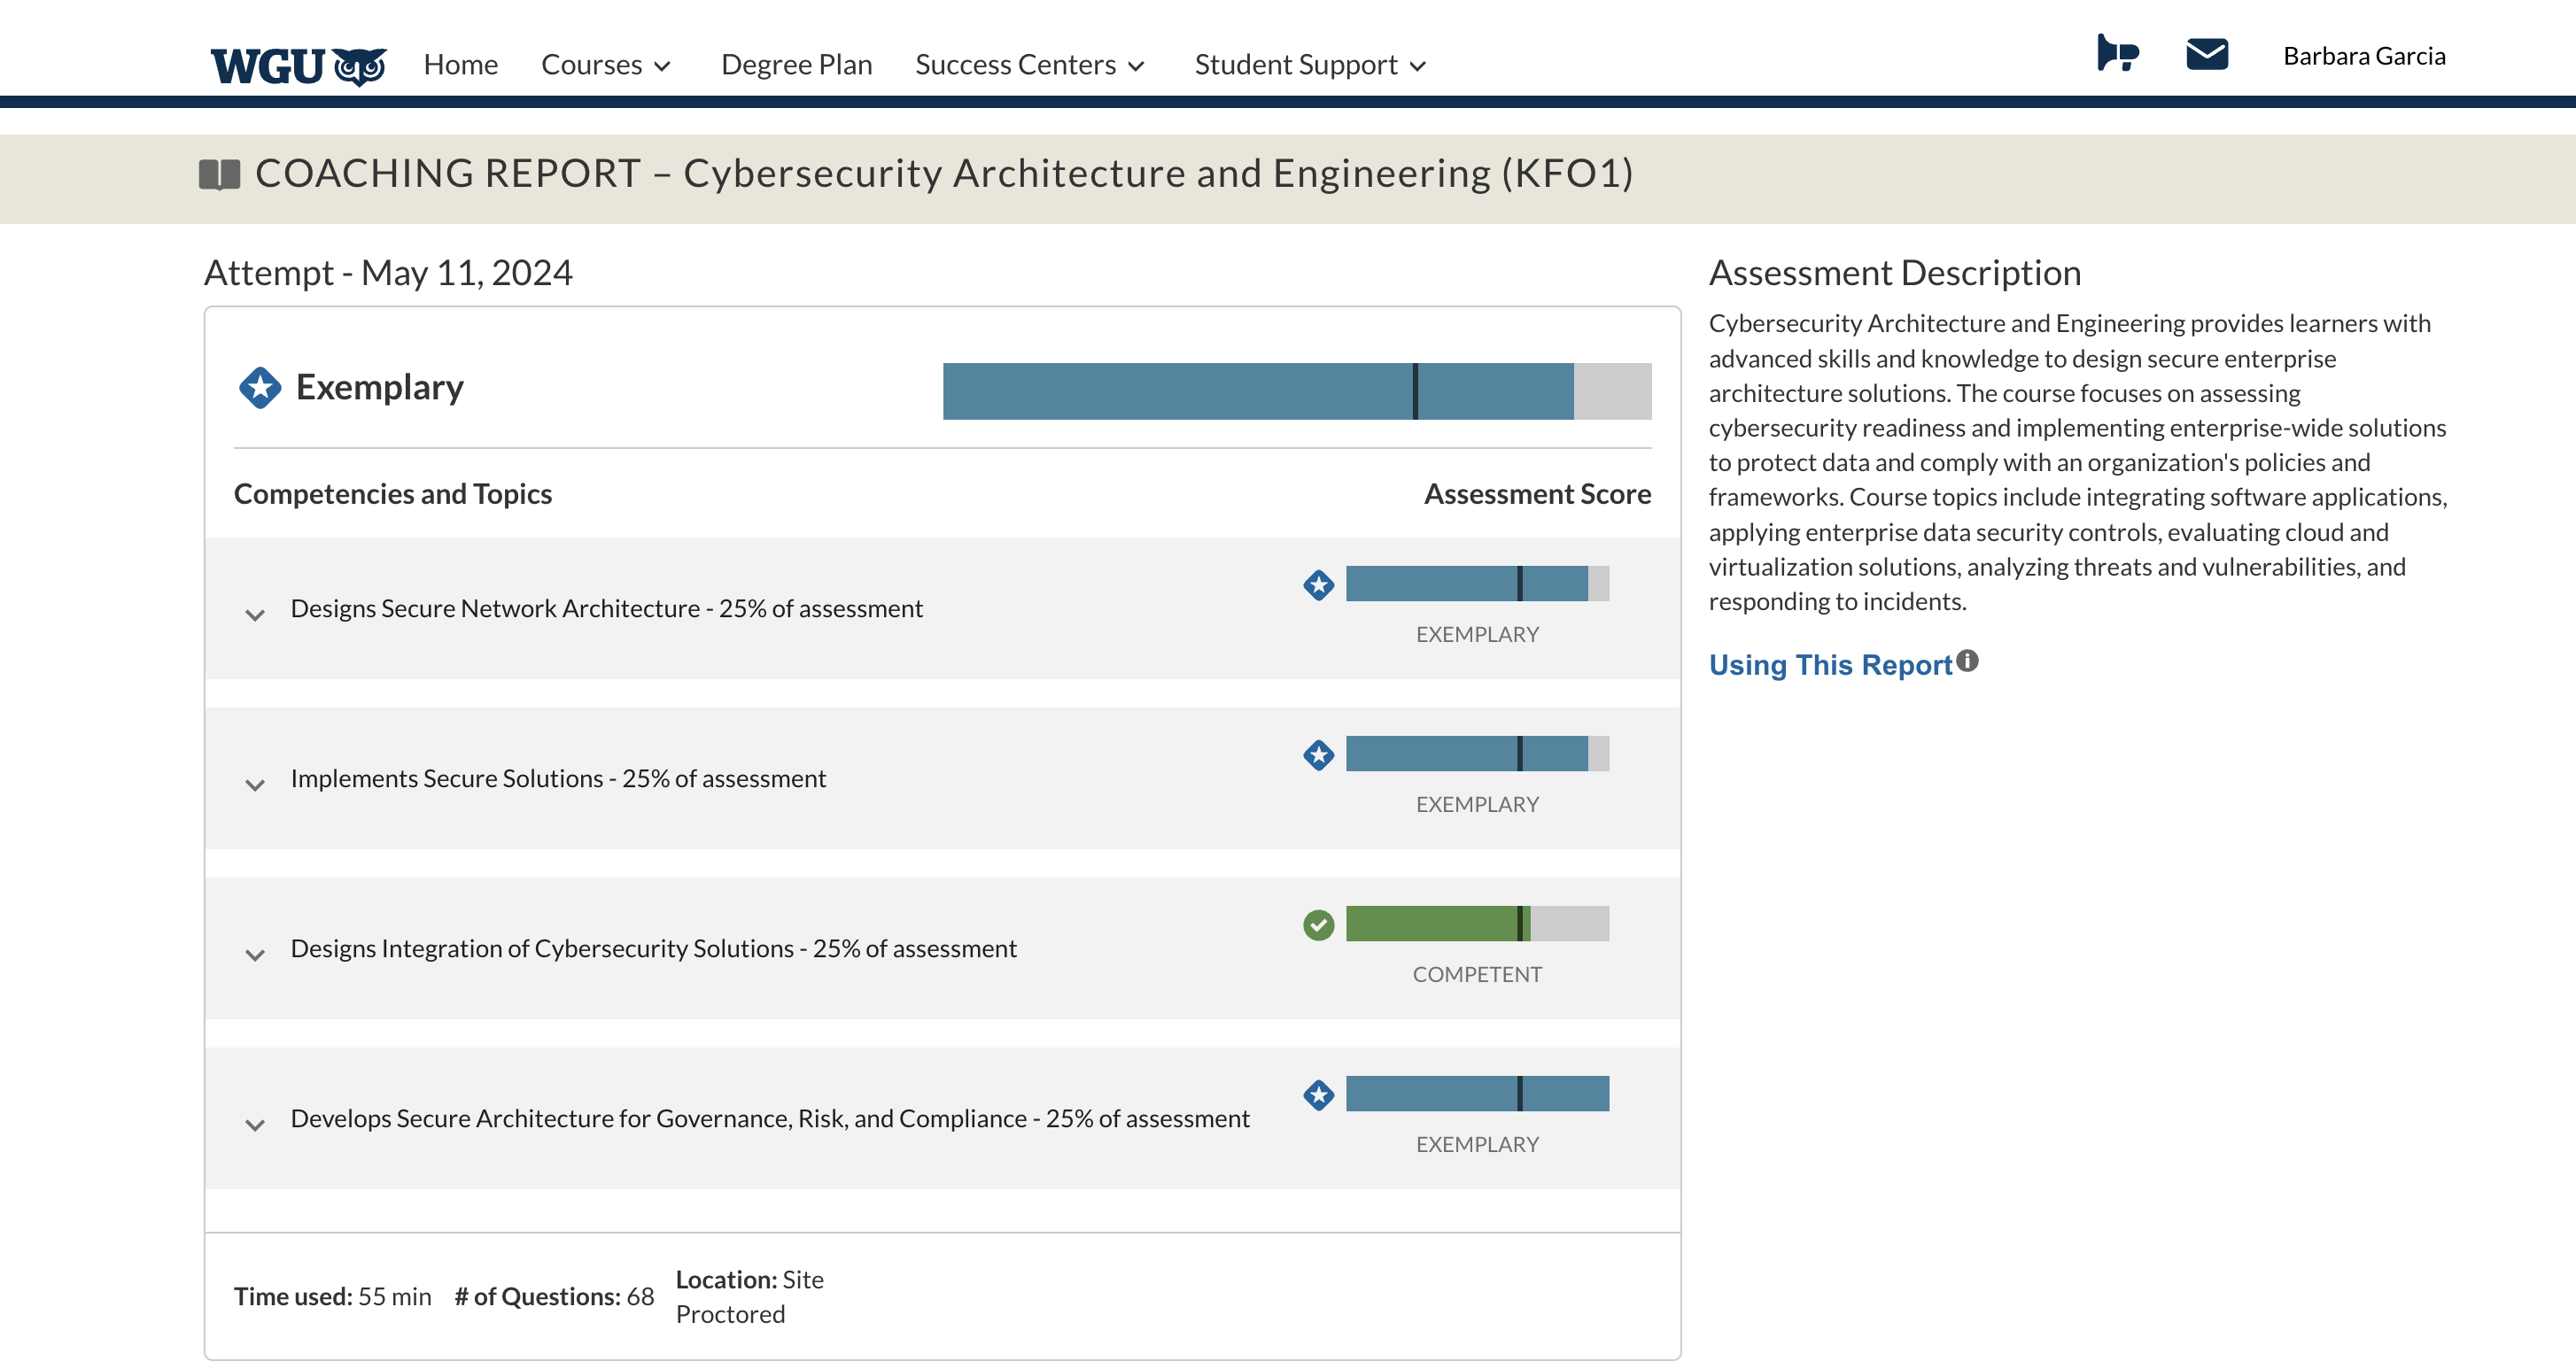 WGU Home Courses Degree Plan Success Centers Student Support Barbara Garcia
COACHING REPORT – Cybersecurity Architecture and Engineering (KFO1)
Attempt - May 11, 2024
Exemplary
Competencies and Topics Assessment Score
Designs Secure Network Architecture - 25% of assessment
EXEMPLARY
Implements Secure Solutions - 25% of assessment
EXEMPLARY
Designs Integration of Cybersecurity Solutions - 25% of assessment
COMPETENT
Develops Secure Architecture for Governance, Risk, and Compliance - 25% of assessment
EXEMPLARY
Time used: 55 min # of Questions: 68 Location: Site
Proctored
Assessment Description
Cybersecurity Architecture and Engineering provides learners with
advanced skills and knowledge to design secure enterprise
architecture solutions. The course focuses on assessing
cybersecurity readiness and implementing enterprise-wide solutions
to protect data and comply with an organization's policies and
frameworks. Course topics include integrating software applications,
applying enterprise data security controls, evaluating cloud and
virtualization solutions, analyzing threats and vulnerabilities, and
responding to incidents.
Using This Report